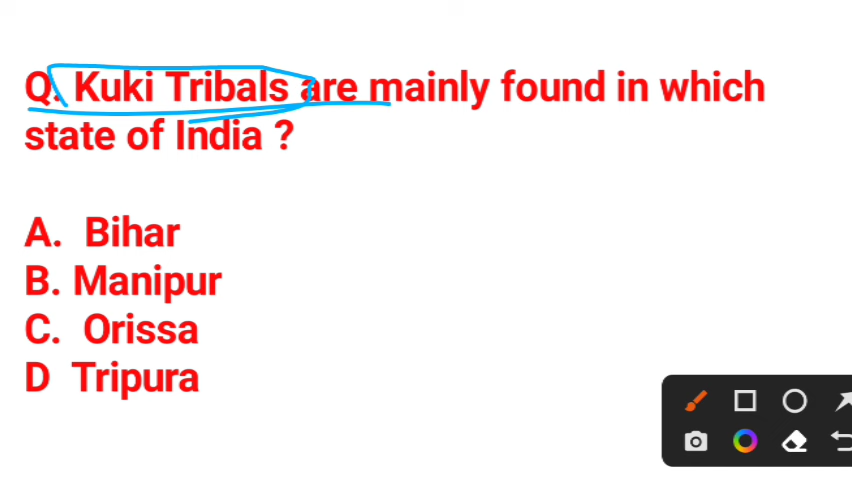 Q. Kuki Tribals are mainly found in which
state of India ?
A. Bihar
B. Manipur
C. Orissa
D Tripura